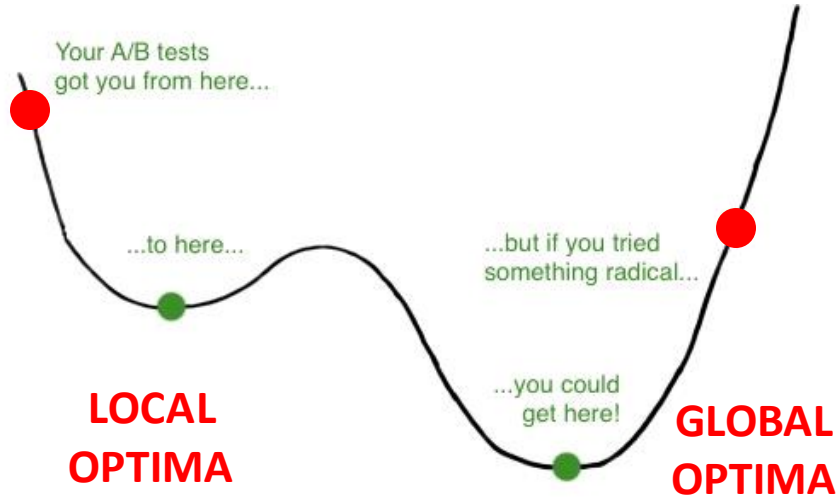 Your A/B tests
got you from here...
...to here...
...but if you tried
something radical...
...you could
get here!
LOCAL
OPTIMA
GLOBAL
OPTIMA